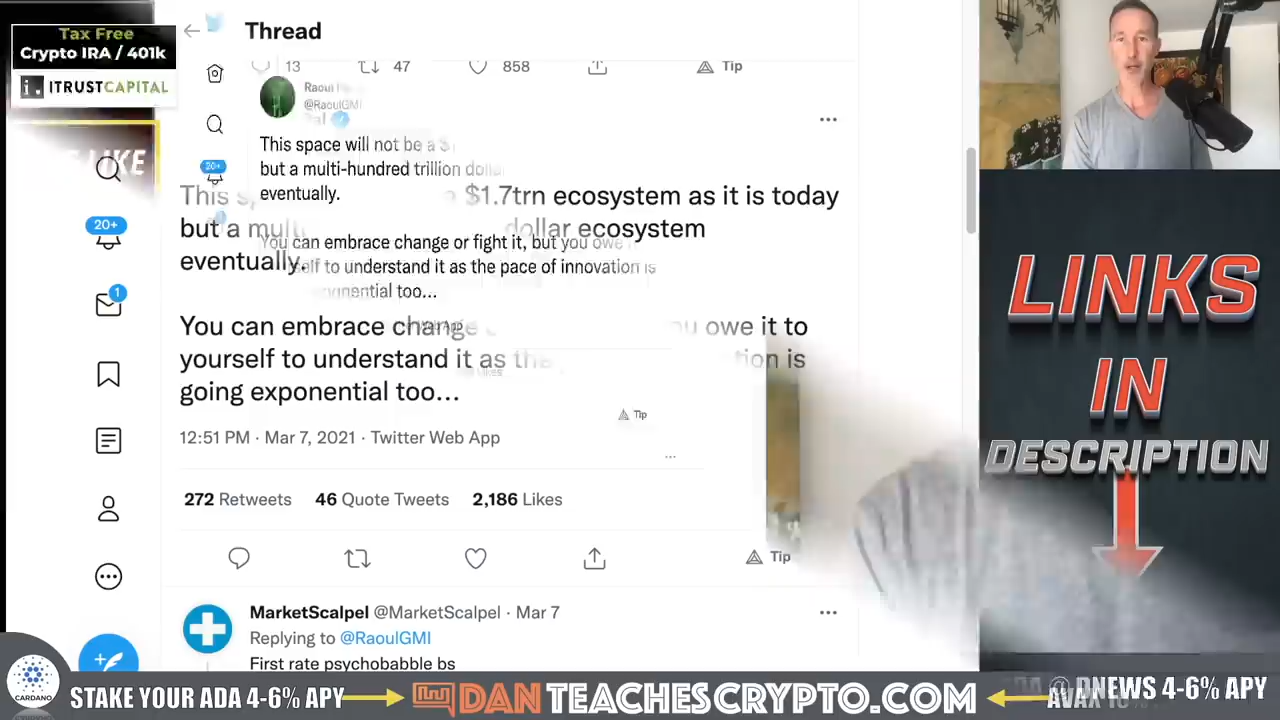 Tax Free
Crypto IRA / 401k
ITRUSTCAPITAL
LIKE
20+
1
20+
Thread
13 47 858 Tip
Raoul
@RaoulGMI
This space will not be a
but a multi-hundred trillion
eventually.
You can embrace change or fight it, but you owe
to understand it as the pace of innovation is
too...
This $1.7trn ecosystem as it is today
but a dollar ecosystem
eventually.
You can embrace change you owe it to
yourself to understand it as the is
going exponential too...
Tip
12:51 PM · Mar 7, 2021 · Twitter Web App
272 Retweets 46 Quote Tweets 2,186 Likes
Tip
MarketScalpel @MarketScalpel · Mar 7
Replying to @RaoulGMI
First rate psychobabble bs
LINKS
IN
DESCRIPTION
CARDANO
STAKE YOUR ADA 4-6% APY
DANTEACHESCRYPTO.COM
DNEWS 4-6% APY
AVAX